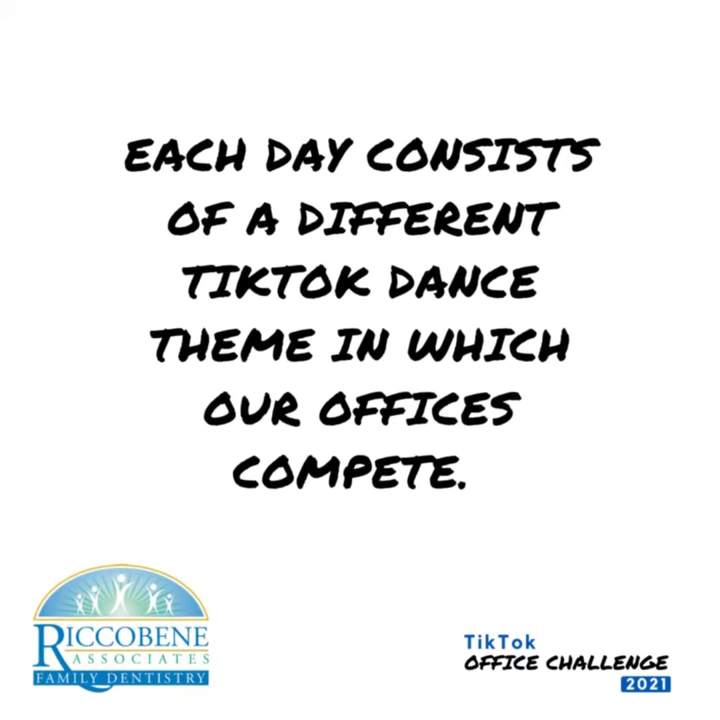 EACH DAY CONSISTS
OF A DIFFERENT
TIKTOK DANCE
THEME IN WHICH
OUR OFFICES
COMPETE.
RICCOBENE
ASSOCIATES
FAMILY DENTISTRY
TikTok
OFFICE CHALLENGE
2021